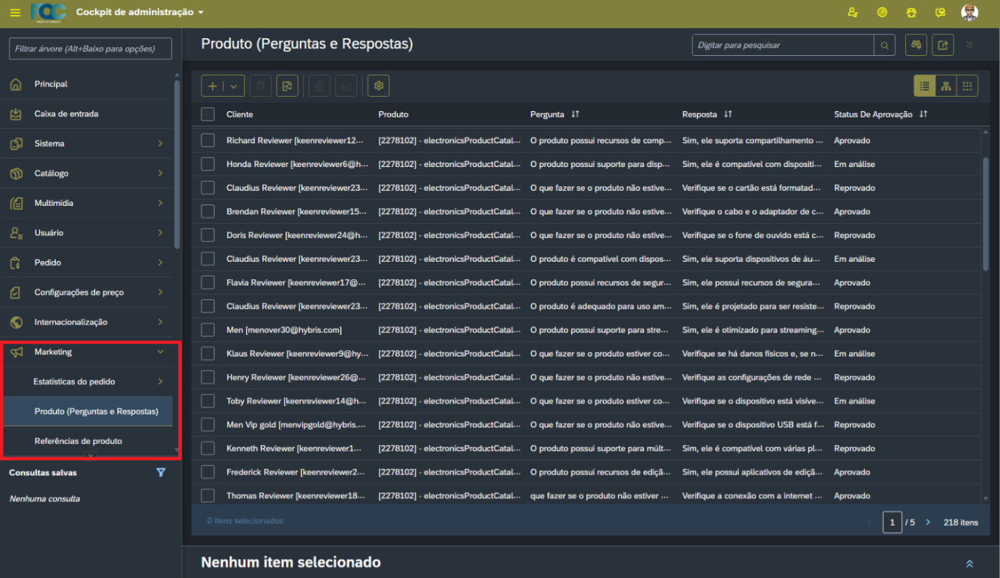 PQC Cockpit de administração
Filtrar árvore (Alt+Baixo para opções)
Principal
Caixa de entrada
Sistema
Catálogo
Multimídia
Usuário
Pedido
Configurações de preço
Internacionalização
Marketing
Estatísticas do pedido
Produto (Perguntas e Respostas)
Referências de produto
Consultas salvas
Nenhuma consulta
Produto (Perguntas e Respostas)
Digitar para pesquisar
Cliente Produto Pergunta Resposta Status De Aprovação
Richard Reviewer [keenreviewer12... [2278102] - electronicsProductCatal... O produto possui recursos de comp... Sim, ele suporta compartilhamento ... Aprovado
Honda Reviewer [keenreviewer6@h... [2278102] - electronicsProductCatal... O produto possui suporte para disp... Sim, ele é compatível com dispositi... Em análise
Claudius Reviewer [keenreviewer23... [2278102] - electronicsProductCatal... O que fazer se o produto não estive... Verifique se o cartão está formatad... Reprovado
Brendan Reviewer [keenreviewer15... [2278102] - electronicsProductCatal... O que fazer se o produto não estive... Verifique o cabo e o adaptador de c... Aprovado
Doris Reviewer [keenreviewer24@h... [2278102] - electronicsProductCatal... O que fazer se o produto não estive... Verifique se o fone de ouvido está c... Reprovado
Claudius Reviewer [keenreviewer23... [2278102] - electronicsProductCatal... O produto é compatível com dispos... Sim, ele suporta dispositivos de áu... Em análise
Flavia Reviewer [keenreviewer17@... [2278102] - electronicsProductCatal... O produto possui recursos de segur... Sim, ele possui recursos de segura... Aprovado
Claudius Reviewer [keenreviewer23... [2278102] - electronicsProductCatal... O produto é adequado para uso am... Sim, ele é projetado para ser resiste... Reprovado
Men [menover30@hybris.com] [2278102] - electronicsProductCatal... O produto possui suporte para stre... Sim, ele é otimizado para streaming... Aprovado
Klaus Reviewer [keenreviewer9@hy... [2278102] - electronicsProductCatal... O que fazer se o produto estiver co... Verifique se há danos físicos e, se n... Em análise
Henry Reviewer [keenreviewer26@... [2278102] - electronicsProductCatal... O que fazer se o produto não estive... Verifique as configurações de rede ... Reprovado
Toby Reviewer [keenreviewer14@h... [2278102] - electronicsProductCatal... O que fazer se o produto estiver co... Verifique se o dispositivo está visíve... Em análise
Men Vip gold [menvipgold@hybris.... [2278102] - electronicsProductCatal... O que fazer se o produto não estive... Verifique se o dispositivo USB está f... Reprovado
Kenneth Reviewer [keenreviewer1... [2278102] - electronicsProductCatal... O produto possui suporte para múlt... Sim, ele é compatível com várias pl... Reprovado
Frederick Reviewer [keenreviewer2... [2278102] - electronicsProductCatal... O produto possui recursos de ediçã... Sim, ele possui aplicativos de ediçã... Aprovado
Thomas Reviewer [keenreviewer18... [2278102] - electronicsProductCatal... que fazer se o produto não estiver ... Verifique a conexão com a internet ... Aprovado
0 itens selecionados
1 / 5 218 itens
Nenhum item selecionado